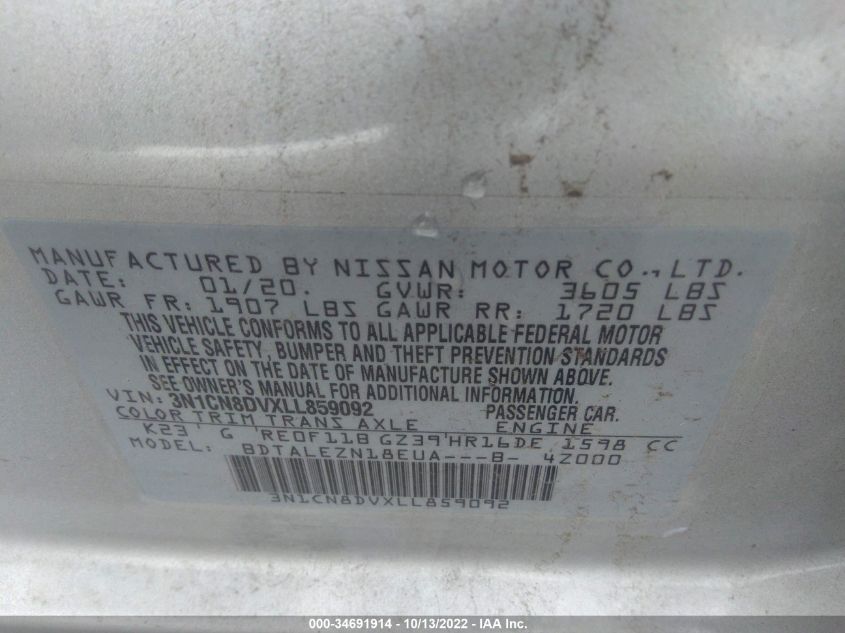 MANUFACTURED BY NISSAN MOTOR CO., LTD.
DATE: 01/20. GVWR: 3605 LBS
GAWR FR: 1907 LBS GAWR RR: 1720 LBS
THIS VEHICLE CONFORMS TO ALL APPLICABLE FEDERAL MOTOR
VEHICLE SAFETY, BUMPER AND THEFT PREVENTION STANDARDS
IN EFFECT ON THE DATE OF MANUFACTURE SHOWN ABOVE.
SEE OWNER'S MANUAL FOR ADDITIONAL INFORMATION.
VIN: 3N1CN8DVXLL859092 PASSENGER CAR.
COLOR TRIM TRANS AXLE ENGINE
K23 G RE0F11B GZ39 HR16DE 1598 CC
MODEL: BDTALEZN18EUA---B- 42000
3N1CN8DVXLL859092
000-34691914 - 10/13/2022 - IAA Inc.